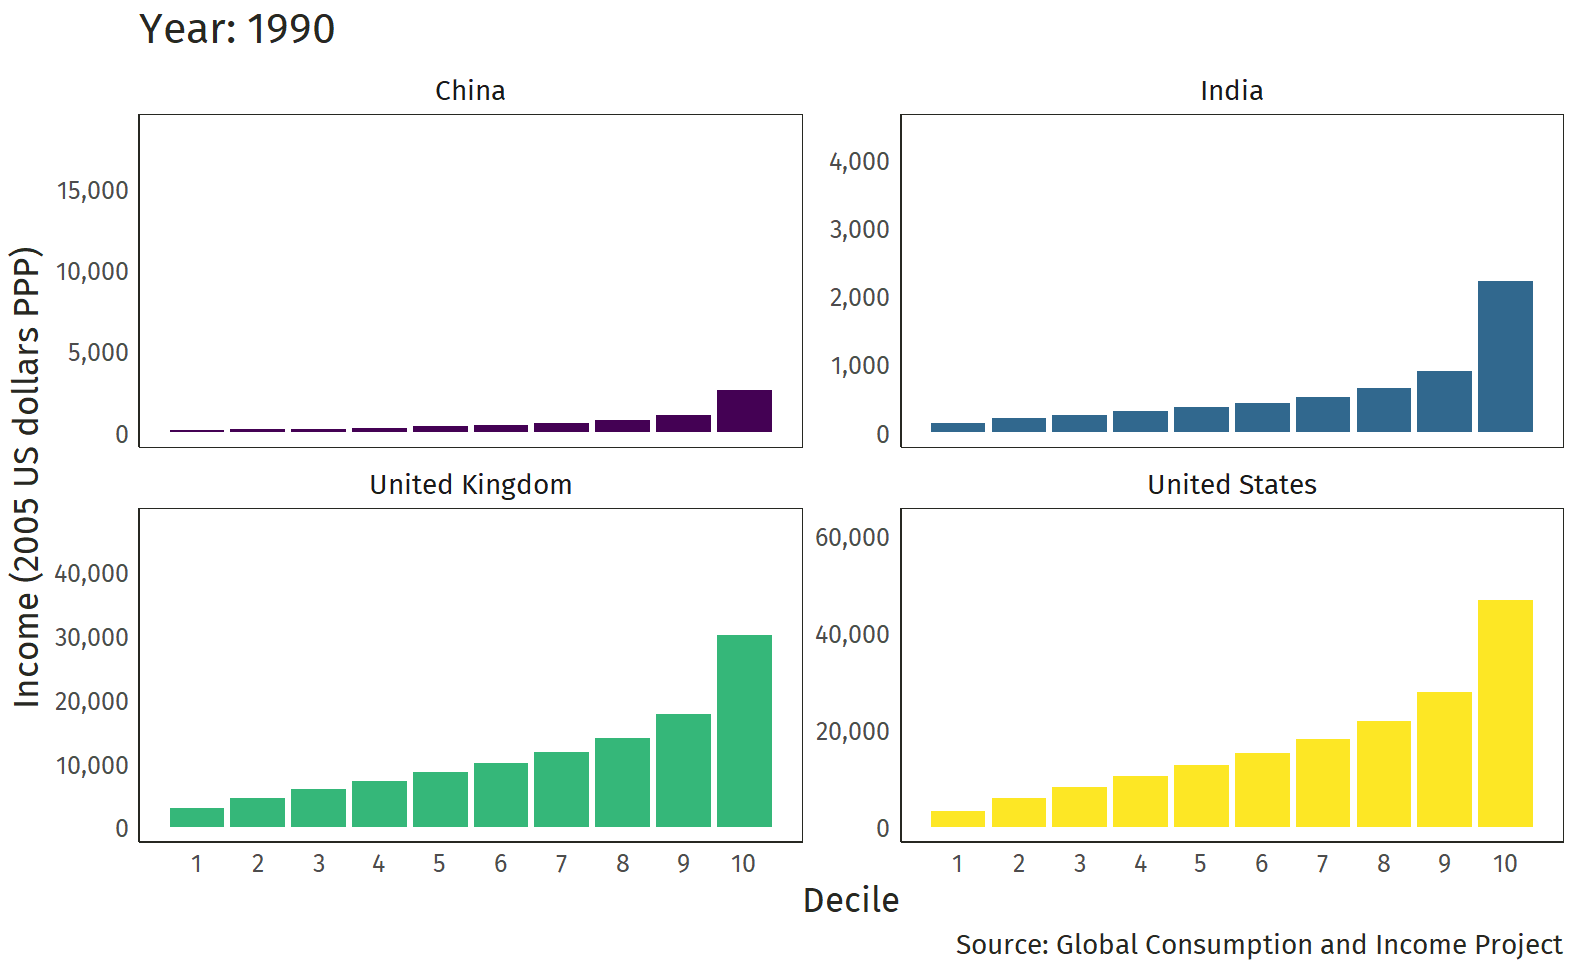 Year: 1990
China
India
Income (2005 US dollars PPP)
15,000
10,000
5,000
0
4,000
3,000
2,000
1,000
0
United Kingdom
United States
40,000
30,000
20,000
10,000
0
60,000
40,000
20,000
0
1 2 3 4 5 6 7 8 9 10
1 2 3 4 5 6 7 8 9 10
Decile
Source: Global Consumption and Income Project